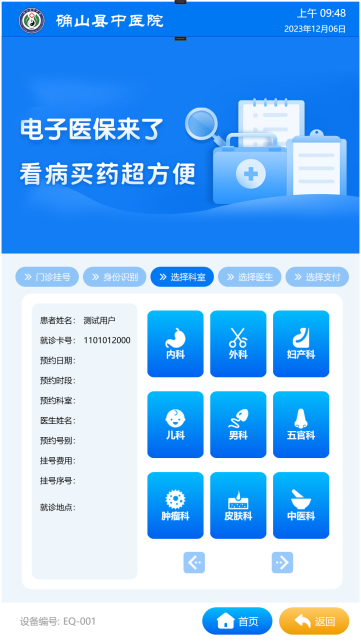 确山县中医院
上午 09:48
2023年12月06日
电子医保来了
看病买药超方便
门诊挂号
身份识别
选择科室
选择医生
选择支付
患者姓名: 测试用户
就诊卡号: 1101012000
预约日期:
预约时段:
预约科室:
医生姓名:
预约号别:
挂号费用:
挂号序号:
就诊地点:
内科
外科
妇产科
儿科
男科
五官科
肿瘤科
皮肤科
中医科
设备编号: EQ-001
首页
返回